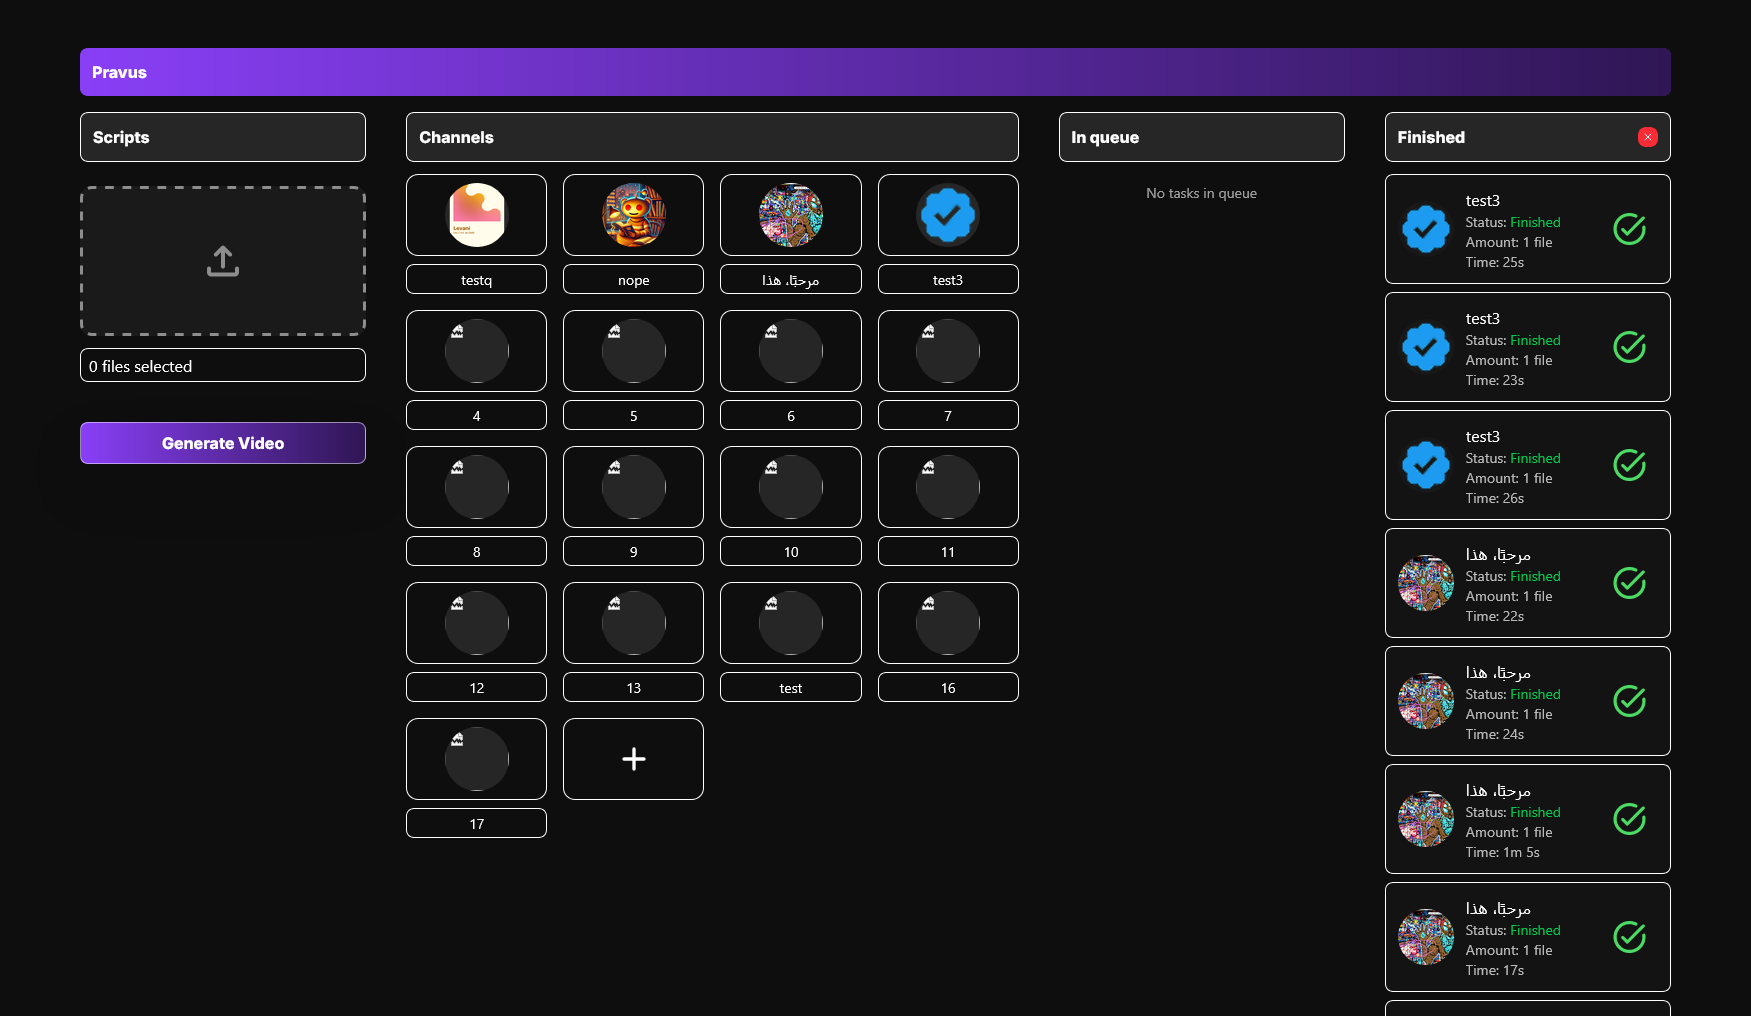 Pravus
Scripts
Channels
In queue
Finished
0 files selected
Generate Video
Levani
testq
nope
مرحبًا، هذا
test3
4
5
6
7
8
9
10
11
12
13
test
16
17
No tasks in queue
test3
Status: Finished
Amount: 1 file
Time: 25s
test3
Status: Finished
Amount: 1 file
Time: 23s
test3
Status: Finished
Amount: 1 file
Time: 26s
مرحبًا، هذا
Status: Finished
Amount: 1 file
Time: 22s
مرحبًا، هذا
Status: Finished
Amount: 1 file
Time: 24s
مرحبًا، هذا
Status: Finished
Amount: 1 file
Time: 1m 5s
مرحبًا، هذا
Status: Finished
Amount: 1 file
Time: 17s